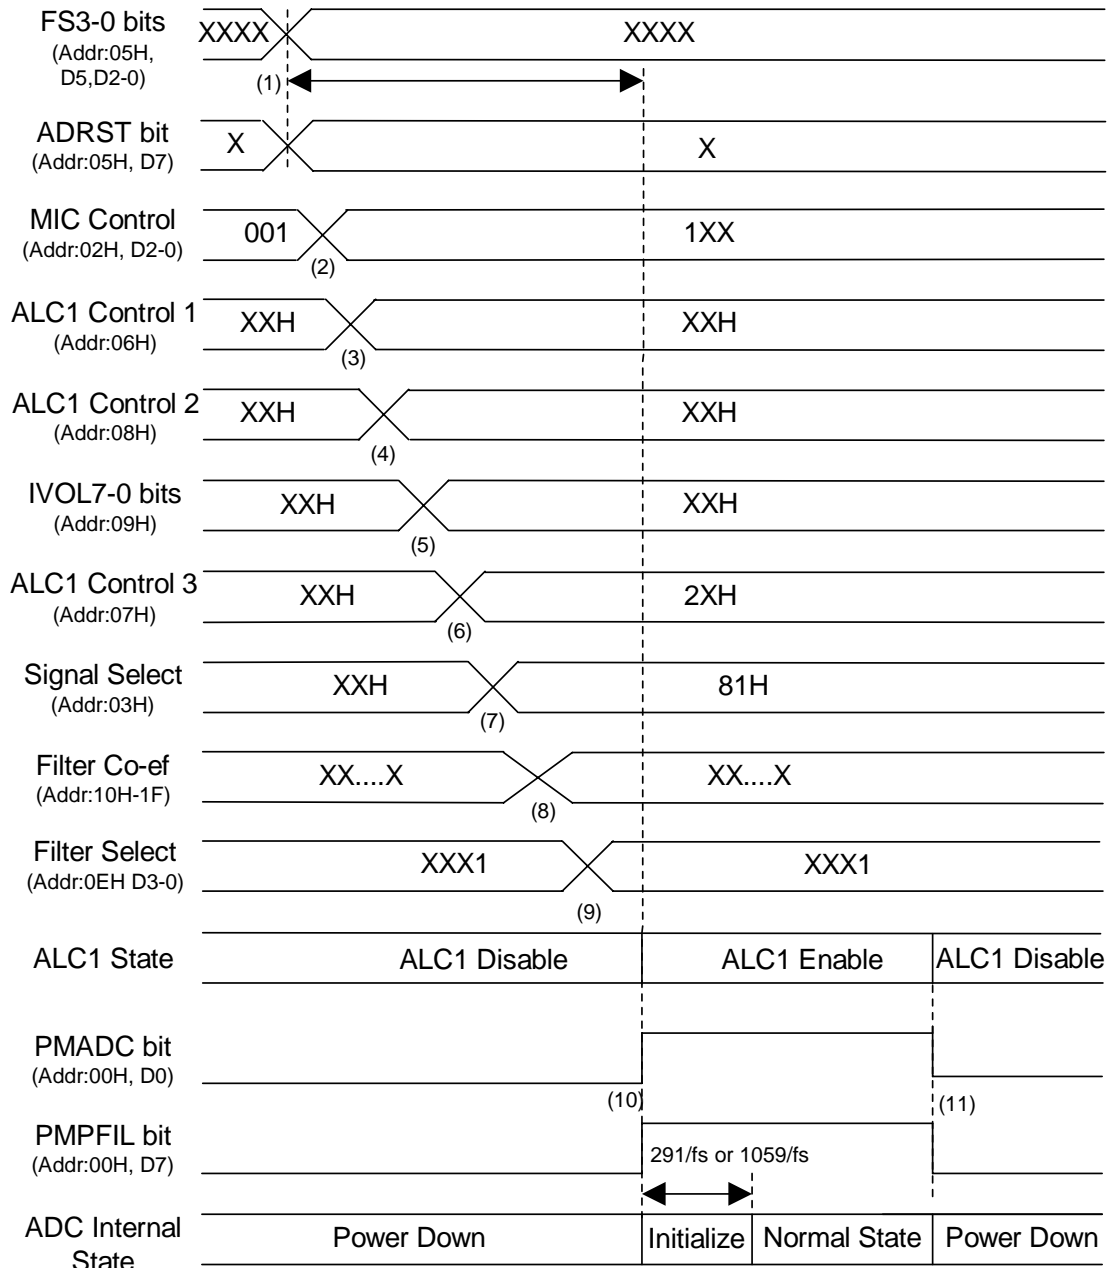 FS3-0 bits
(Addr:05H,
D5,D2-0)
XXXX
XXXX
(1)
ADRST bit
(Addr:05H, D7)
X
X
MIC Control
(Addr:02H, D2-0)
001
1XX
(2)
ALC1 Control 1
(Addr:06H)
XXH
XXH
(3)
ALC1 Control 2
(Addr:08H)
XXH
XXH
(4)
IVOL7-0 bits
(Addr:09H)
XXH
XXH
(5)
ALC1 Control 3
(Addr:07H)
XXH
2XH
(6)
Signal Select
(Addr:03H)
XXH
81H
(7)
Filter Co-ef
(Addr:10H-1F)
XX....X
XX....X
(8)
Filter Select
(Addr:0EH D3-0)
XXX1
XXX1
(9)
ALC1 State
ALC1 Disable
ALC1 Enable
ALC1 Disable
PMADC bit
(Addr:00H, D0)
(10)
(11)
PMPFIL bit
(Addr:00H, D7)
291/fs or 1059/fs
ADC Internal
State
Power Down
Initialize
Normal State
Power Down